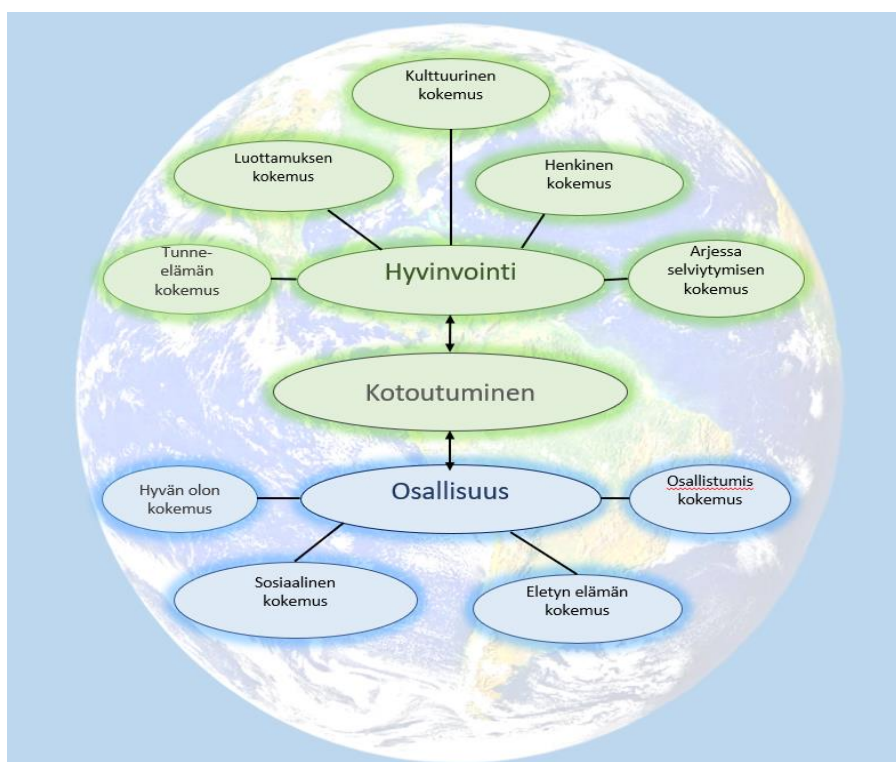 Kulttuurinen
kokemus
Luottamuksen
kokemus
Henkinen
kokemus
Tunne-
elämän
kokemus
Hyvinvointi
Arjessa
selviytymisen
kokemus
Kotoutuminen
Hyvän olon
kokemus
Osallisuus
Osallistumis
kokemus
Sosiaalinen
kokemus
Eletyn elämän
kokemus